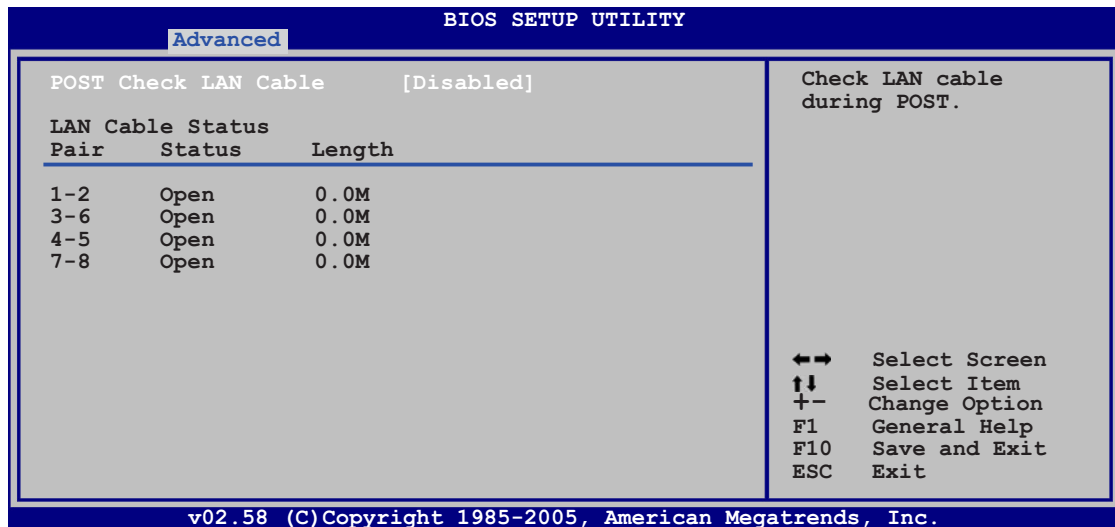 BIOS SETUP UTILITY
Advanced
POST Check LAN Cable [Disabled]
LAN Cable Status
Pair Status Length
1-2 Open 0.0M
3-6 Open 0.0M
4-5 Open 0.0M
7-8 Open 0.0M
Check LAN cable
during POST.
←→ Select Screen
↑↓ Select Item
+- Change Option
F1 General Help
F10 Save and Exit
ESC Exit
v02.58 (C)Copyright 1985-2005, American Megatrends, Inc.